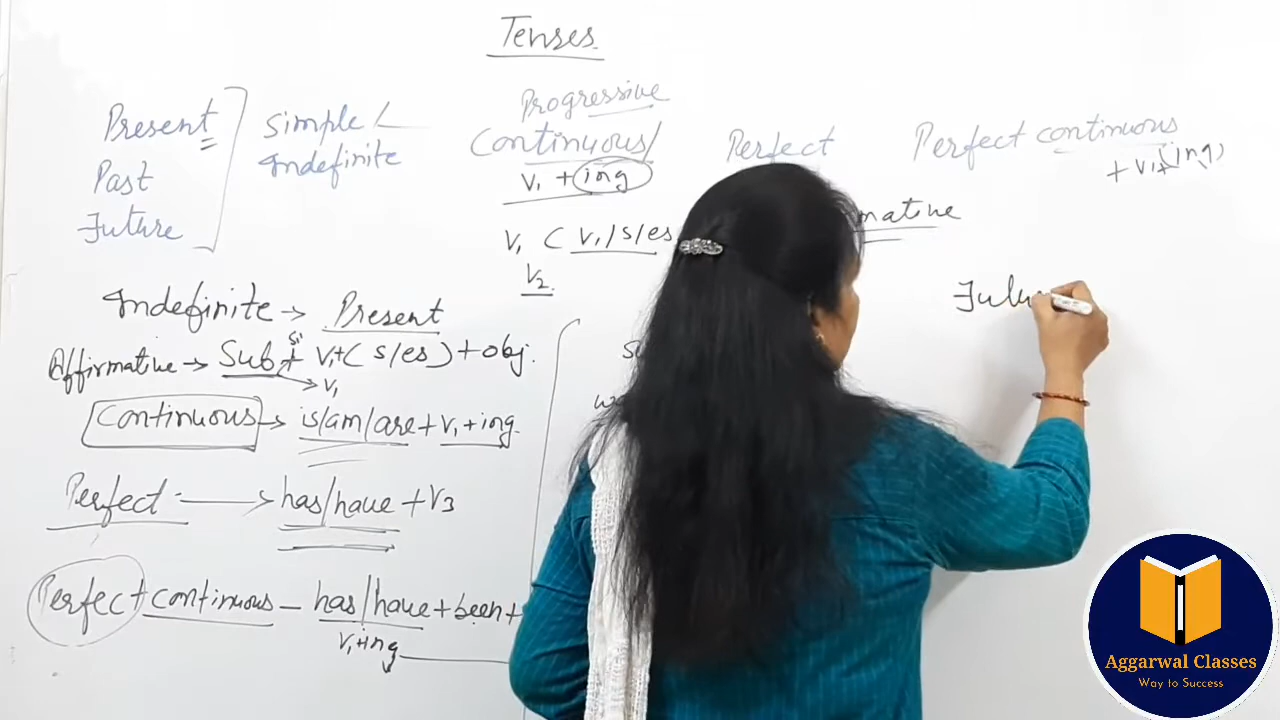 Tenses
Present
Past
Future
Simple/
Indefinite
Progressive
Continuous/
V1 + ing
Perfect
Perfect continuous
+ V1+(ing)
V1 ( V1/s/es
V2
Indefinite → Present
Affirmative → Sub + V1+( s/es) + obj.
V1
Continuous → is/am/are + V1 + ing.
Perfect → has/have + V3
Perfect continuous - has/have + been +
V1+ing
mative
Futu
Aggarwal Classes
Way to Success